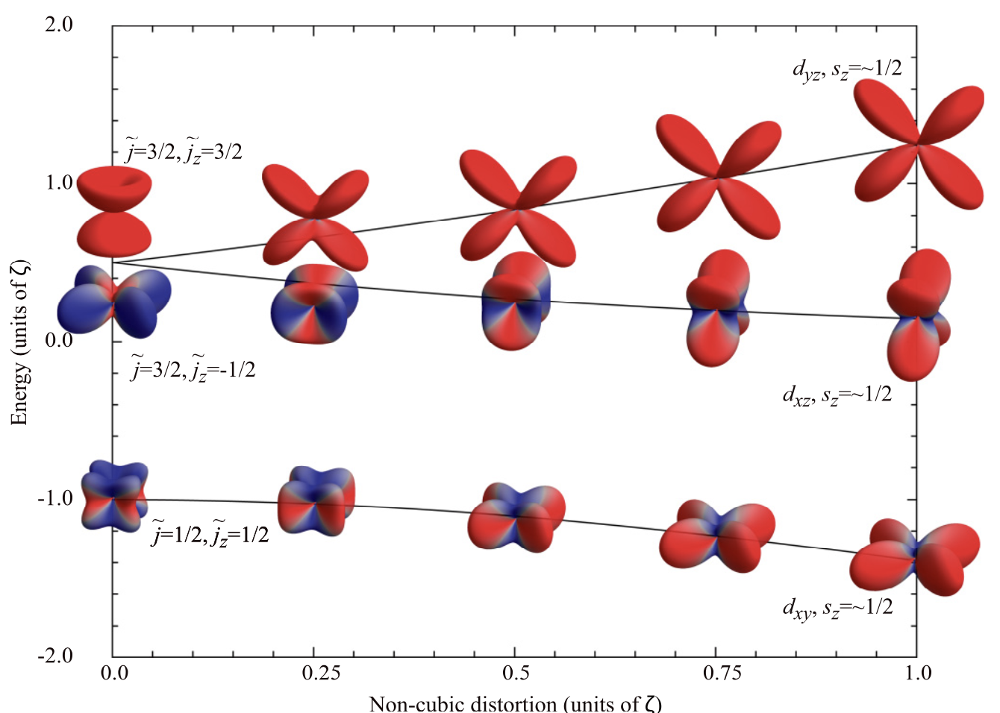 2.0
d_yz, s_z=~1/2
j̃=3/2, j̃_z=3/2
1.0
Energy (units of ζ)
0.0
j̃=3/2, j̃_z=-1/2
d_xz, s_z=~1/2
-1.0
j̃=1/2, j̃_z=1/2
d_xy, s_z=~1/2
-2.0
0.0 0.25 0.5 0.75 1.0
Non-cubic distortion (units of ζ)